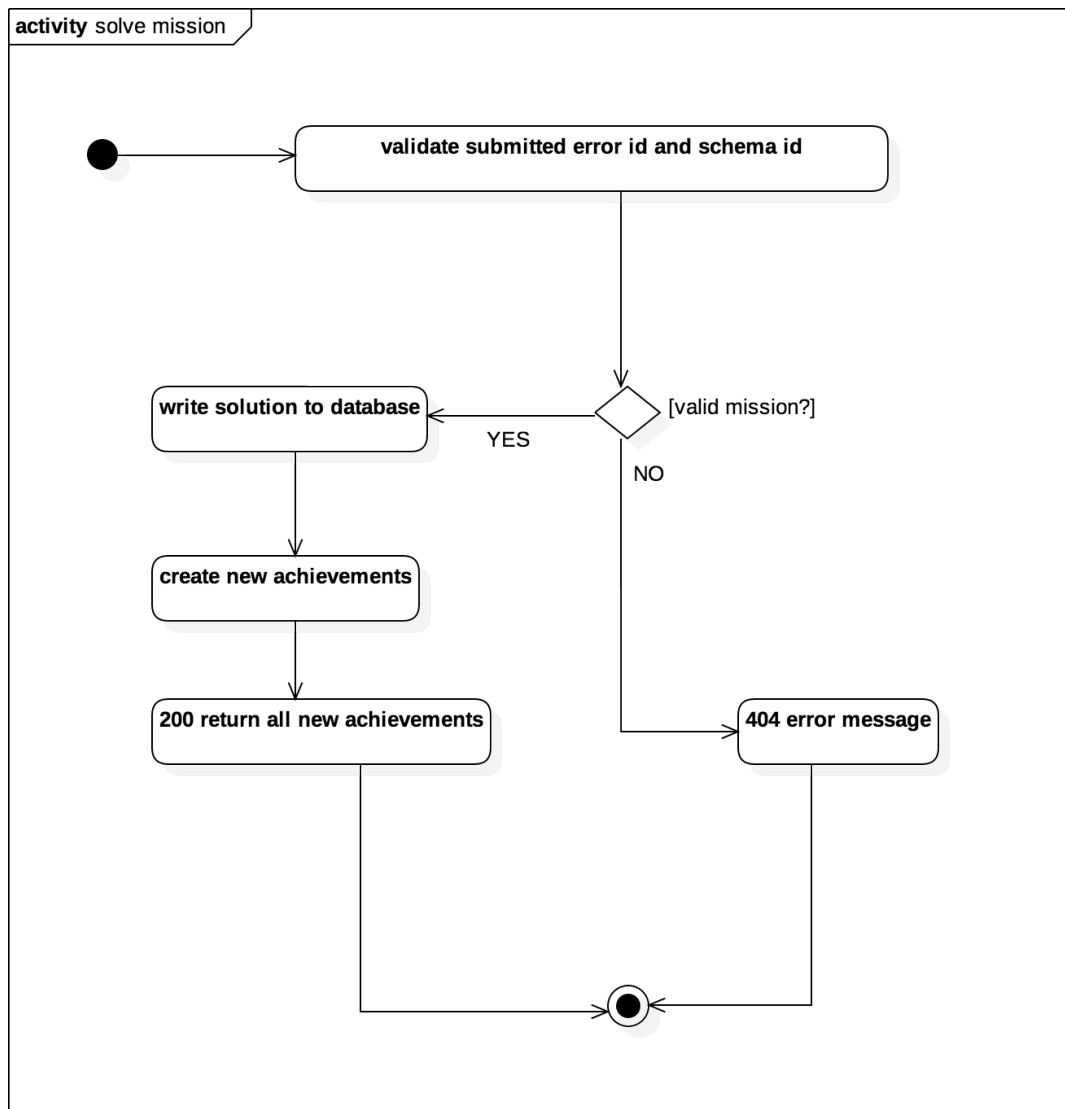 activity solve mission
validate submitted error id and schema id
write solution to database
[valid mission?]
YES
NO
create new achievements
200 return all new achievements
404 error message